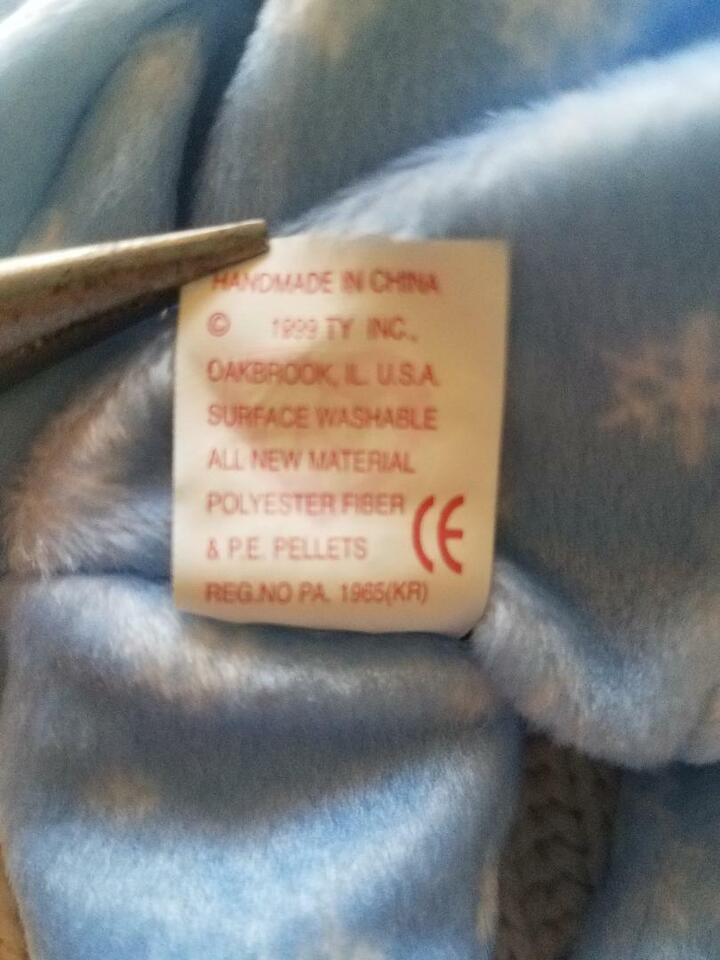 HANDMADE IN CHINA
© 1999 TY INC.,
OAKBROOK, IL. U.S.A.
SURFACE WASHABLE
ALL NEW MATERIAL
POLYESTER FIBER
& P.E. PELLETS
CE
REG.NO PA. 1965(KR)